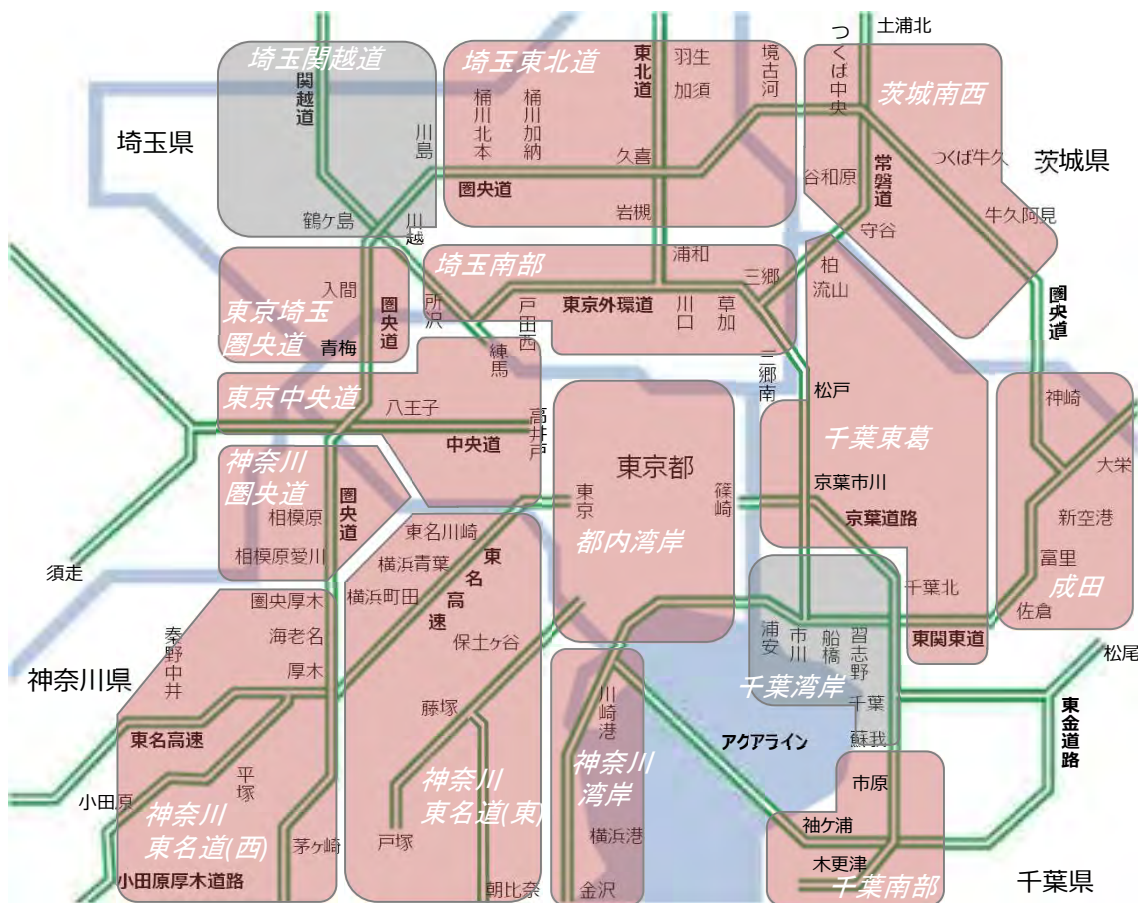 埼玉関越道
埼玉東北道
東北道
羽生
加須
境古河
つくば中央
土浦北
茨城南西
関越道
桶川北本
桶川加納
埼玉県
川島
久喜
圏央道
谷和原
常磐道
つくば牛久
茨城県
牛久阿見
鶴ケ島
川越
岩槻
守谷
浦和
埼玉南部
三郷
柏
流山
入間
圏央道
所沢
戸田西
東京外環道
川口
草加
圏央道
東京埼玉
圏央道
青梅
練馬
三郷南
松戸
東京中央道
八王子
高井戸
神崎
中央道
千葉東葛
大栄
神奈川
圏央道
東京都
東京
篠崎
京葉市川
相模原
圏央道
京葉道路
新空港
東名川崎
都内湾岸
相模原愛川
横浜青葉
東名高速
富里
須走
横浜町田
千葉北
成田
圏央厚木
佐倉
海老名
保土ヶ谷
浦安
市川
船橋
習志野
東関東道
秦野中井
厚木
神奈川県
千葉湾岸
松尾
藤塚
川崎港
千葉
東金道路
東名高速
アクアライン
蘇我
平塚
神奈川
湾岸
市原
小田原
神奈川
東名道(西)
神奈川
東名道(東)
袖ケ浦
茅ヶ崎
戸塚
横浜港
木更津
小田原厚木道路
朝比奈
金沢
千葉南部
千葉県